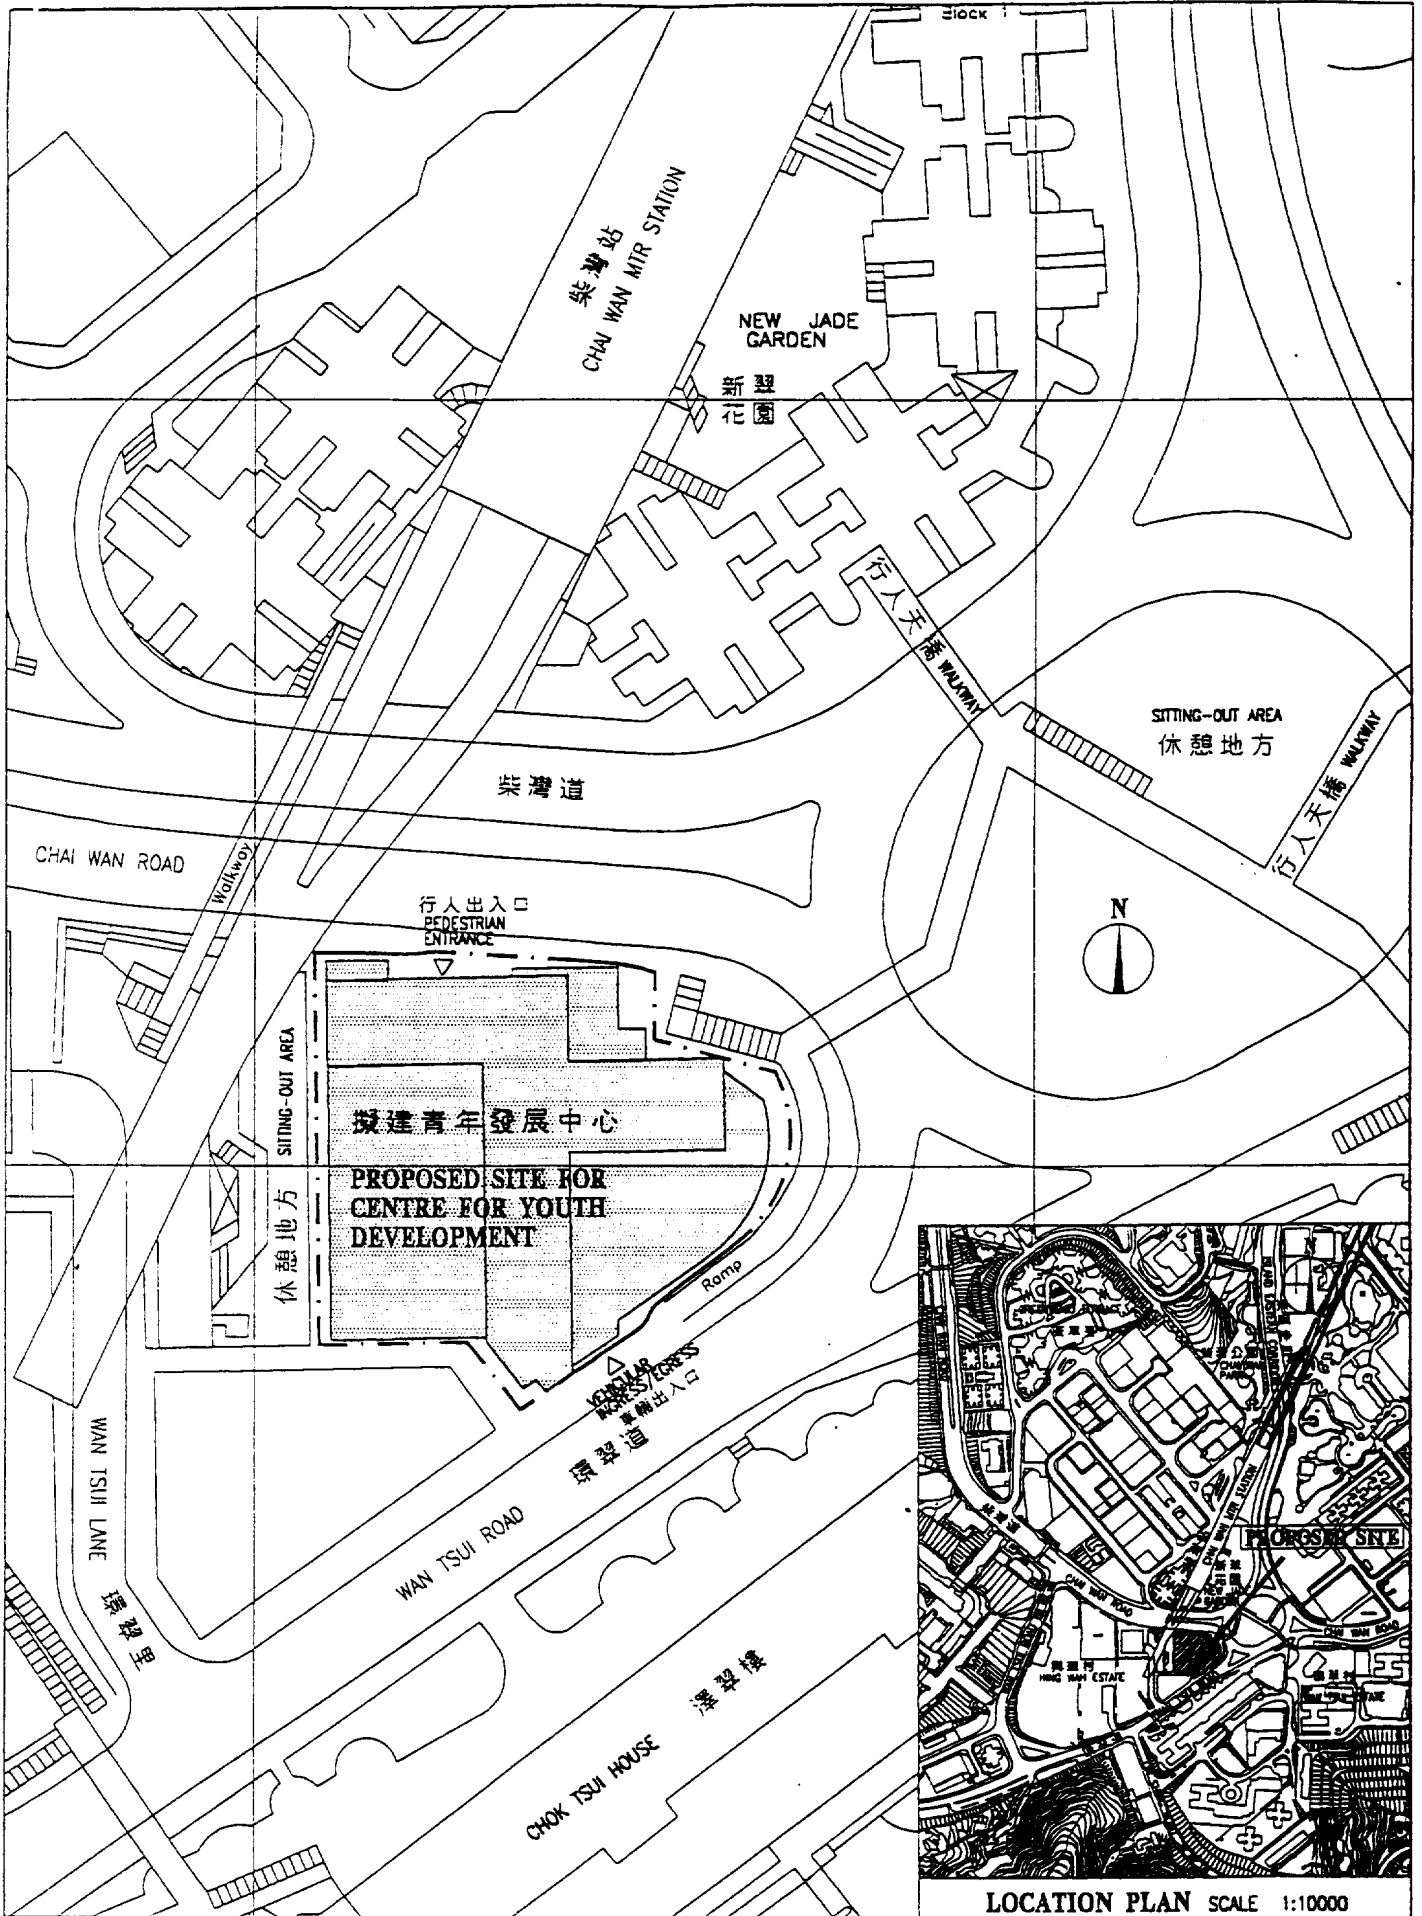 Block 1
柴灣站
CHAI WAN MTR STATION
NEW JADE
GARDEN
新翠
花園
行人天橋 WALKWAY
SITTING-OUT AREA
休憩地方
行人天橋 WALKWAY
柴灣道
CHAI WAN ROAD
Walkway
行人出入口
PEDESTRIAN
ENTRANCE
N
SITTING-OUT AREA
休憩地方
擬建青年發展中心
PROPOSED SITE FOR
CENTRE FOR YOUTH
DEVELOPMENT
Ramp
VEHICULAR
INGRESS/EGRESS
車輛出入口
環翠道
WAN TSUI ROAD
WAN TSUI LANE
環翠里
澤翠樓
CHOK TSUI HOUSE
CHAI WAN MTR STATION
PROPOSED SITE
CHAI WAN ROAD
CHAI WAN ROAD
HING WAH ESTATE
LOCATION PLAN SCALE 1:10000